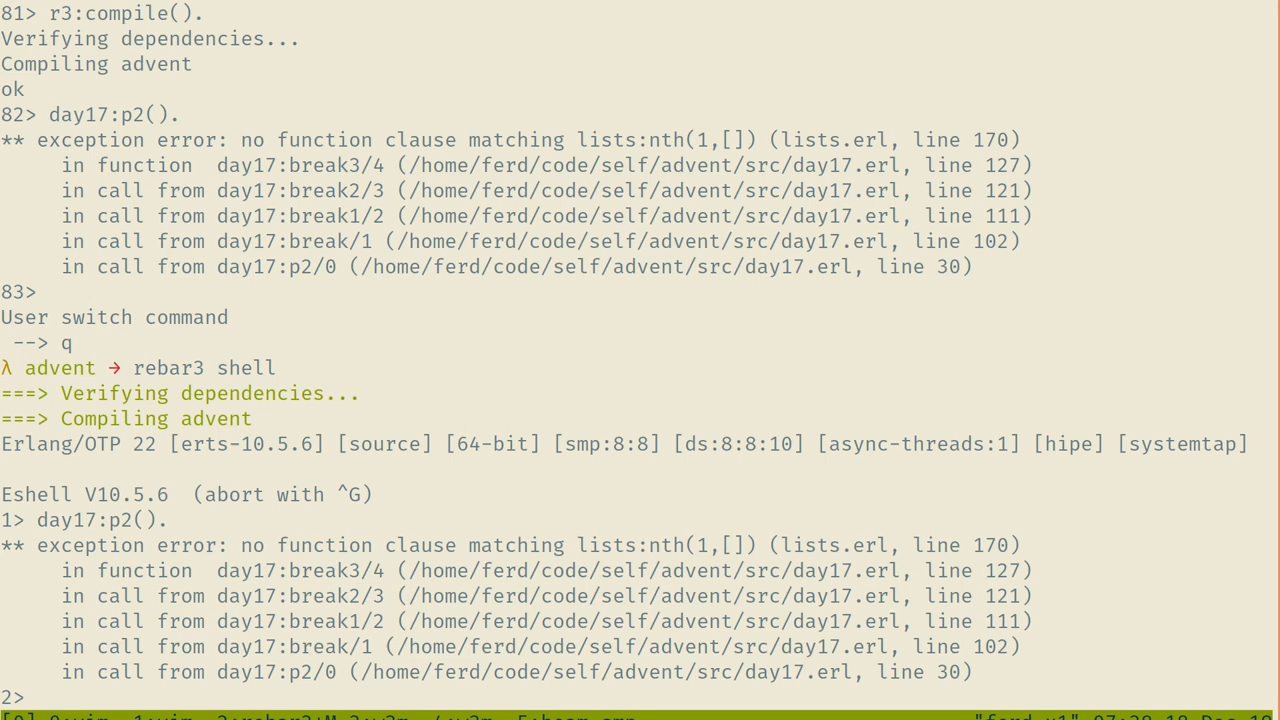 81> r3:compile().
Verifying dependencies...
Compiling advent
ok
82> day17:p2().
** exception error: no function clause matching lists:nth(1,[]) (lists.erl, line 170)
     in function  day17:break3/4 (/home/ferd/code/self/advent/src/day17.erl, line 127)
     in call from day17:break2/3 (/home/ferd/code/self/advent/src/day17.erl, line 121)
     in call from day17:break1/2 (/home/ferd/code/self/advent/src/day17.erl, line 111)
     in call from day17:break/1 (/home/ferd/code/self/advent/src/day17.erl, line 102)
     in call from day17:p2/0 (/home/ferd/code/self/advent/src/day17.erl, line 30)
83>
User switch command
 --> q
λ advent → rebar3 shell
===> Verifying dependencies...
===> Compiling advent
Erlang/OTP 22 [erts-10.5.6] [source] [64-bit] [smp:8:8] [ds:8:8:10] [async-threads:1] [hipe] [systemtap]
Eshell V10.5.6  (abort with ^G)
1> day17:p2().
** exception error: no function clause matching lists:nth(1,[]) (lists.erl, line 170)
     in function  day17:break3/4 (/home/ferd/code/self/advent/src/day17.erl, line 127)
     in call from day17:break2/3 (/home/ferd/code/self/advent/src/day17.erl, line 121)
     in call from day17:break1/2 (/home/ferd/code/self/advent/src/day17.erl, line 111)
     in call from day17:break/1 (/home/ferd/code/self/advent/src/day17.erl, line 102)
     in call from day17:p2/0 (/home/ferd/code/self/advent/src/day17.erl, line 30)
2>